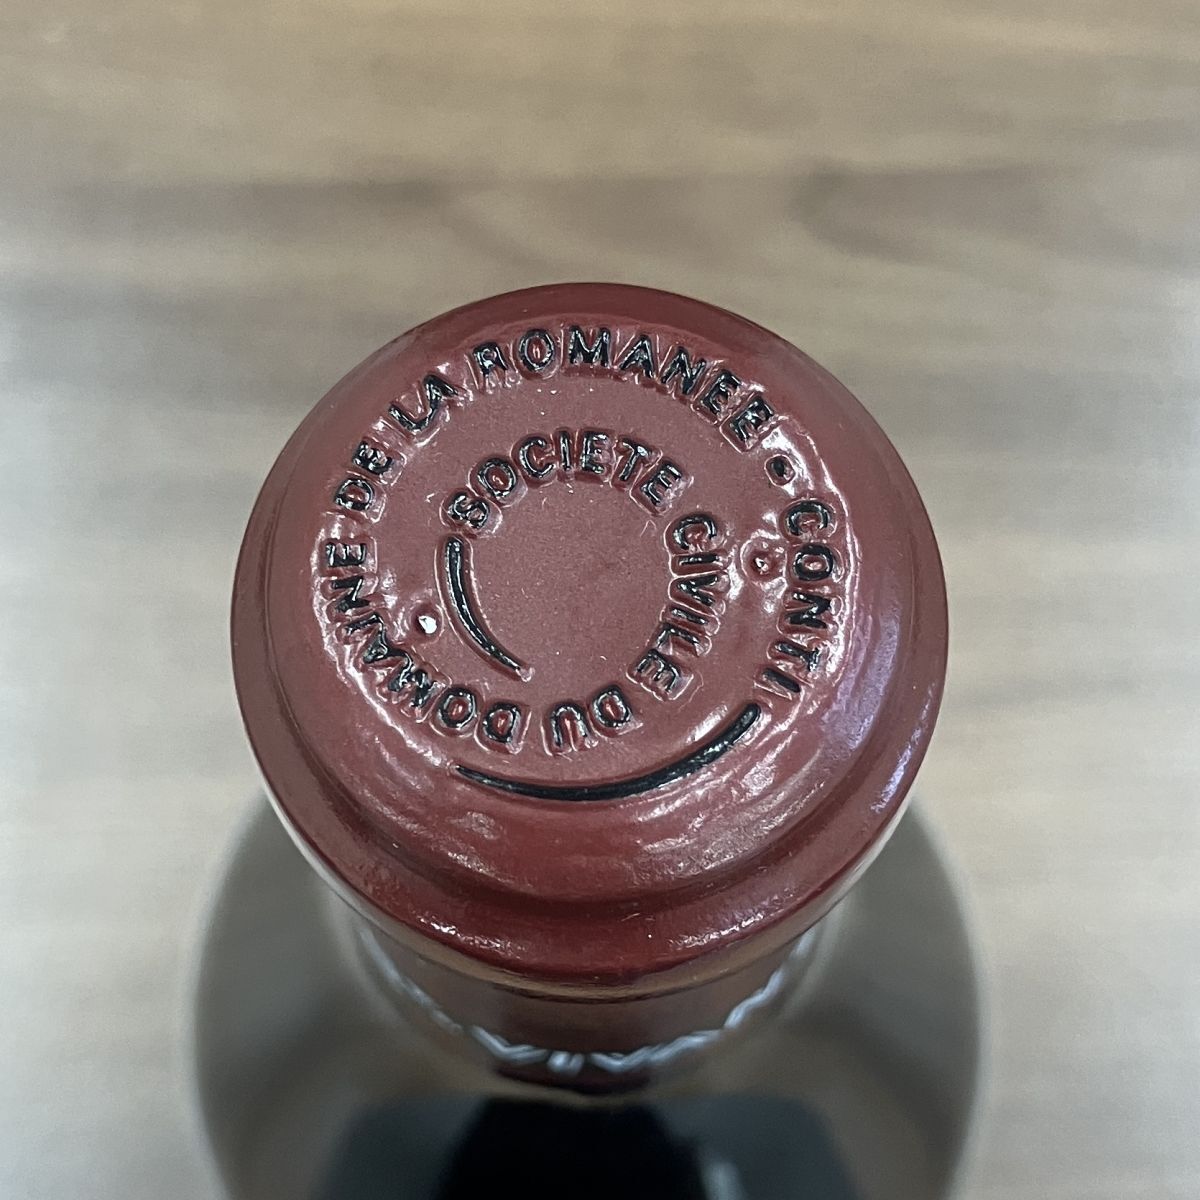 SOCIETE CIVILE DU
DOMAINE DE LA ROMANEE · CONTI